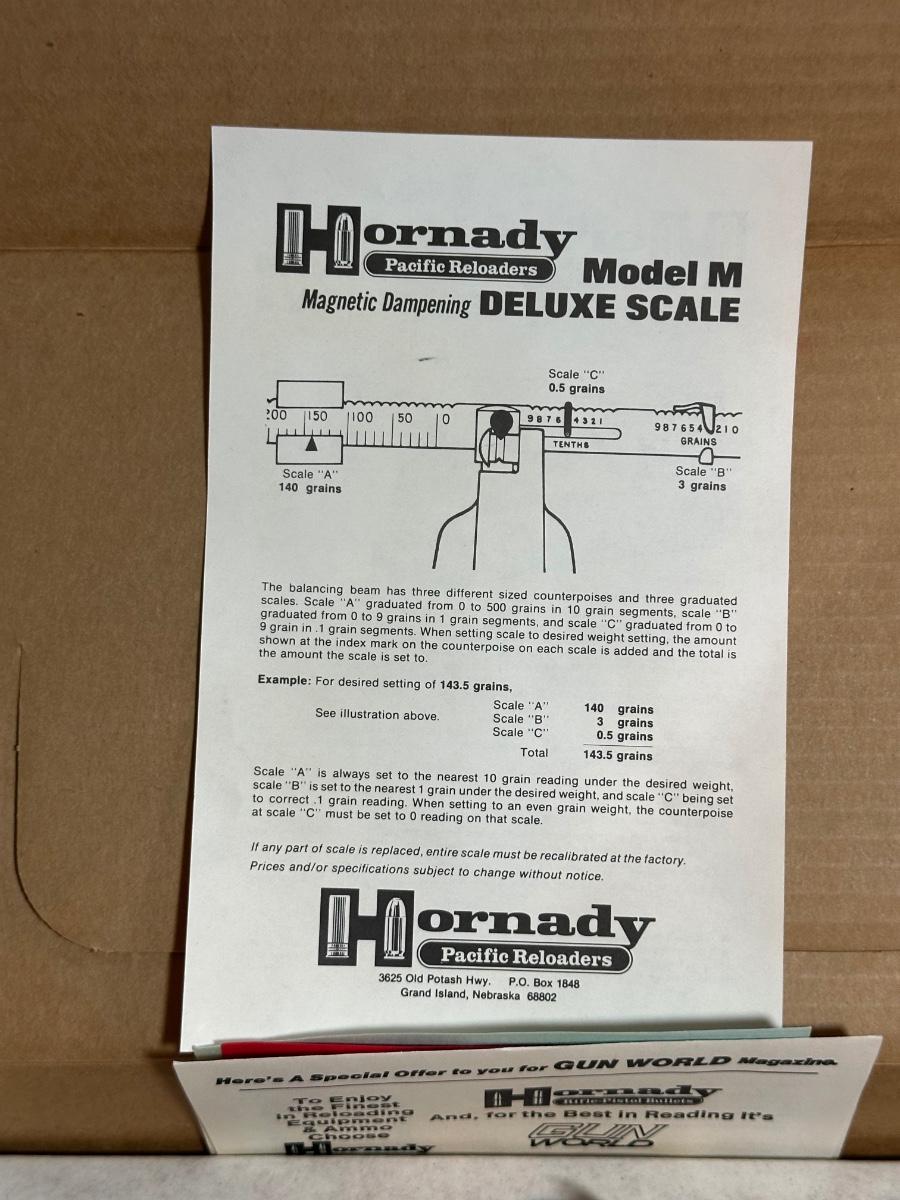 Hornady
Pacific Reloaders
Model M
Magnetic Dampening DELUXE SCALE
Scale "C"
0.5 grains
200 150 100 50 0
9 8 7 6 4 3 2 1
TENTHS
9 8 7 6 5 4 2 1 0
GRAINS
Scale "A"
140 grains
Scale "B"
3 grains
The balancing beam has three different sized counterpoises and three graduated
scales. Scale "A" graduated from 0 to 500 grains in 10 grain segments, scale "B"
graduated from 0 to 9 grains in 1 grain segments, and scale "C" graduated from 0 to
9 grain in .1 grain segments. When setting scale to desired weight setting, the amount
shown at the index mark on the counterpoise on each scale is added and the total is
the amount the scale is set to.
Example: For desired setting of 143.5 grains,
See illustration above.
Scale "A" 140 grains
Scale "B" 3 grains
Scale "C" 0.5 grains
Total 143.5 grains
Scale "A" is always set to the nearest 10 grain reading under the desired weight,
scale "B" is set to the nearest 1 grain under the desired weight, and scale "C" being set
to correct .1 grain reading. When setting to an even grain weight, the counterpoise
at scale "C" must be set to 0 reading on that scale.
If any part of scale is replaced, entire scale must be recalibrated at the factory.
Prices and/or specifications subject to change without notice.
Hornady
Pacific Reloaders
3625 Old Potash Hwy. P.O. Box 1848
Grand Island, Nebraska 68802
Here's A Special Offer to you for GUN WORLD Magazine.
To Enjoy
the Finest
in Reloading
Equipment
& Ammo
Choose
Hornady
Hornady
Rifle-Pistol Bullets
And, for the Best in Reading It's
GUN
WORLD